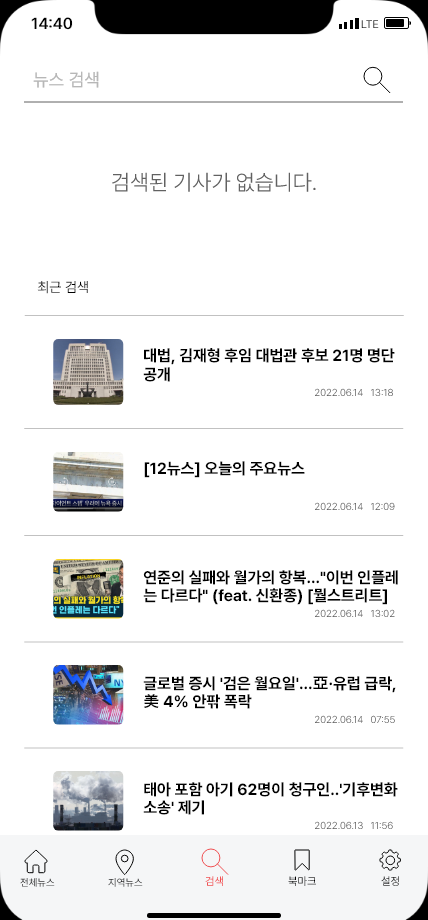 14:40
LTE
뉴스 검색
검색된 기사가 없습니다.
최근 검색
대법, 김재형 후임 대법관 후보 21명 명단
공개
2022.06.14 13:18
[12뉴스] 오늘의 주요뉴스
2022.06.14 12:09
연준의 실패와 월가의 항복..."이번 인플레
는 다르다" (feat. 신환종) [월스트리트]
2022.06.14 13:02
글로벌 증시 '검은 월요일'...亞·유럽 급락,
美 4% 안팎 폭락
2022.06.14 07:55
태아 포함 아기 62명이 청구인..'기후변화
소송' 제기
2022.06.13 11:56
전체뉴스
지역뉴스
검색
북마크
설정